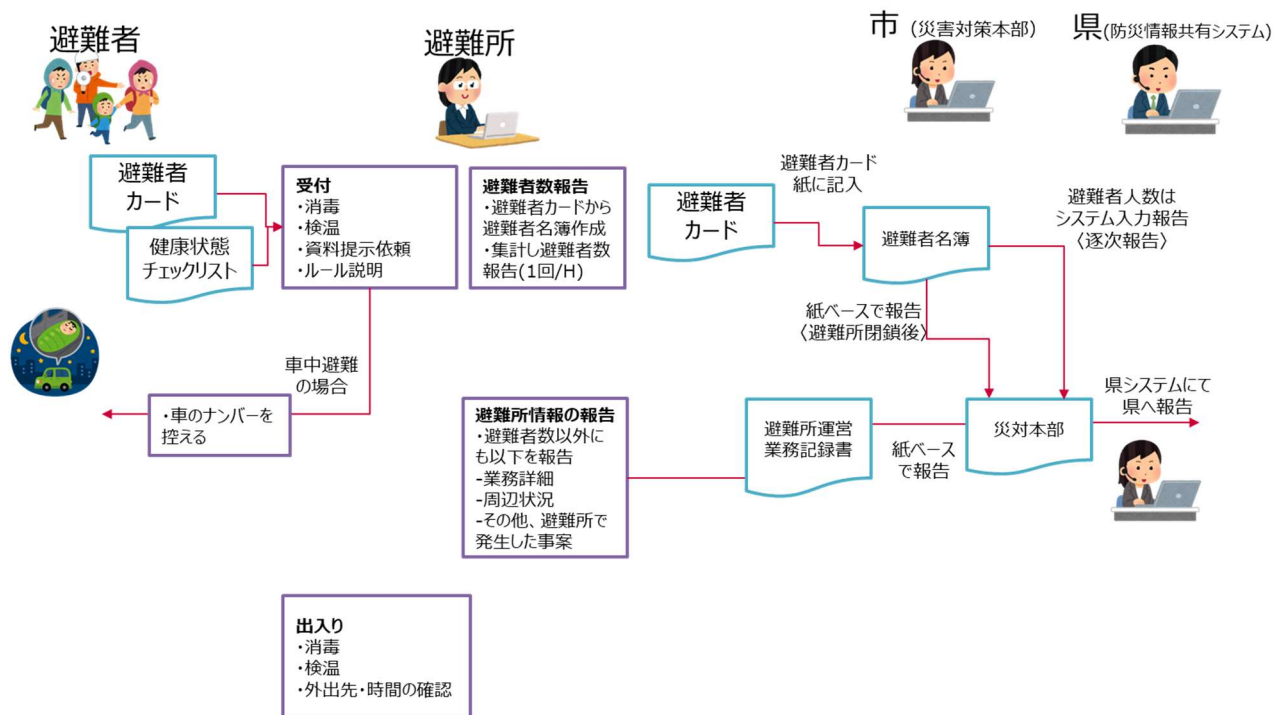 避難者
避難所
市 (災害対策本部)
県(防災情報共有システム)
避難者
カード
健康状態
チェックリスト
受付
・消毒
・検温
・資料提示依頼
・ルール説明
避難者数報告
・避難者カードから
避難者名簿作成
・集計し避難者数
報告(1回/H)
避難者
カード
避難者カード
紙に記入
避難者名簿
避難者人数は
システム入力報告
〈逐次報告〉
紙ベースで報告
〈避難所閉鎖後〉
車中避難
の場合
・車のナンバーを
控える
避難所情報の報告
・避難者数以外に
も以下を報告
-業務詳細
-周辺状況
-その他、避難所で
発生した事案
避難所運営
業務記録書
紙ベース
で報告
災対本部
県システムにて
県へ報告
出入り
・消毒
・検温
・外出先・時間の確認